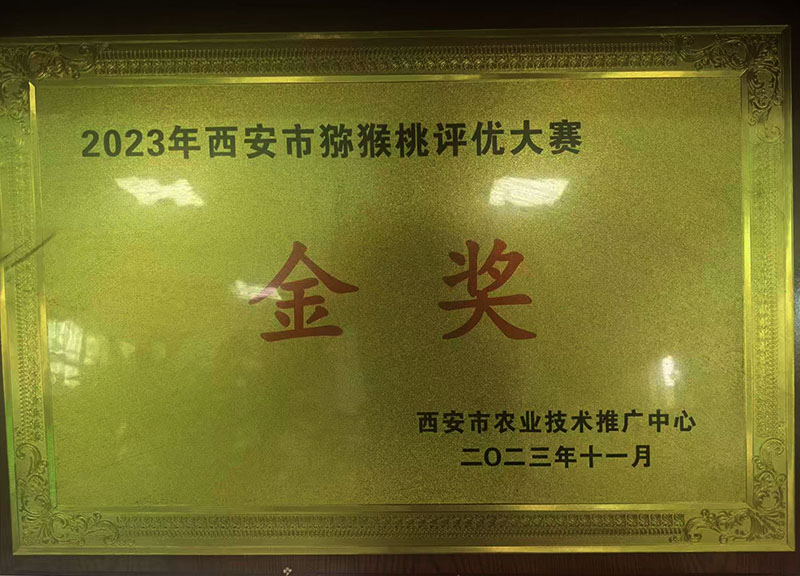 2023年西安市猕猴桃评优大赛
金奖
西安市农业技术推广中心
二〇二三年十一月